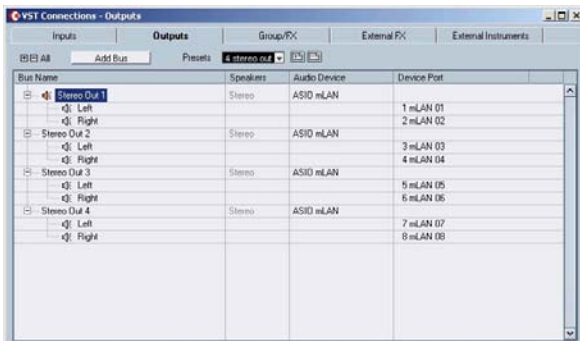 VST Connections - Outputs
Inputs Outputs Group/FX External FX External Instruments
All Add Bus Presets 4 stereo out
Bus Name Speakers Audio Device Device Port
Stereo Out 1 Stereo ASIO mLAN
Left 1 mLAN 01
Right 2 mLAN 02
Stereo Out 2 Stereo ASIO mLAN
Left 3 mLAN 03
Right 4 mLAN 04
Stereo Out 3 Stereo ASIO mLAN
Left 5 mLAN 05
Right 6 mLAN 06
Stereo Out 4 Stereo ASIO mLAN
Left 7 mLAN 07
Right 8 mLAN 08